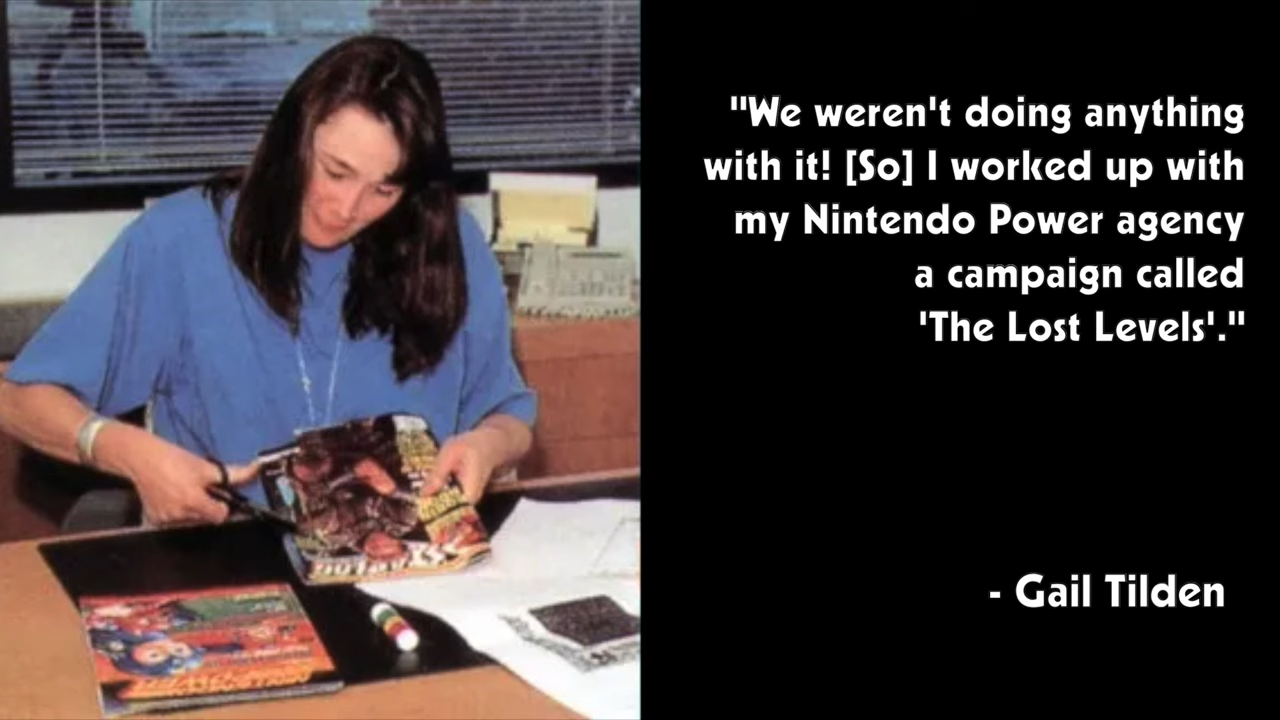 "We weren't doing anything
with it! [So] I worked up with
my Nintendo Power agency
a campaign called
'The Lost Levels'."
- Gail Tilden